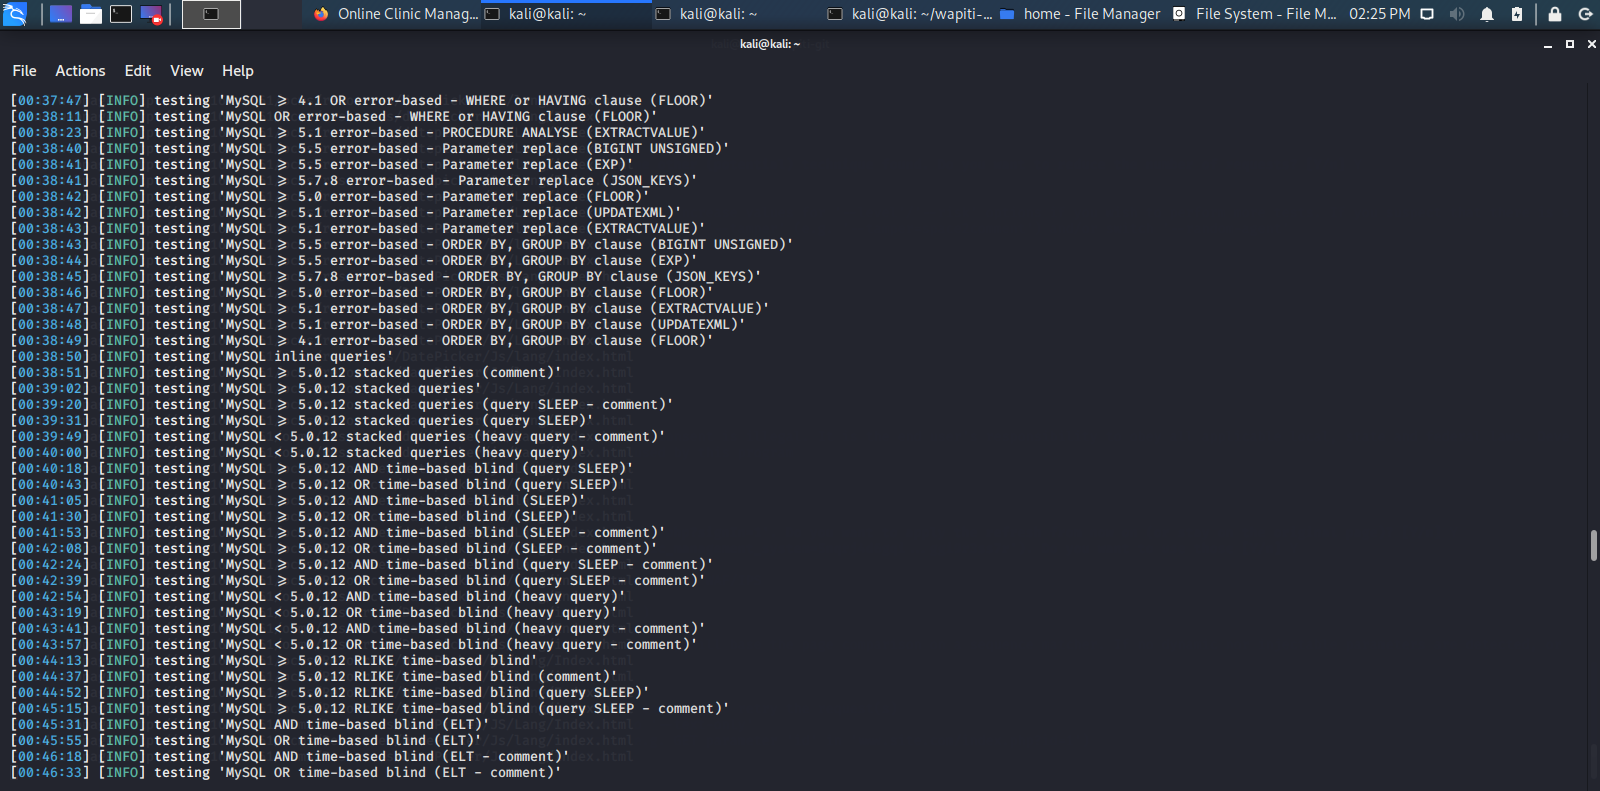 Online Clinic Manag...
kali@kali: ~
kali@kali: ~
kali@kali: ~/wapiti-...
home - File Manager
File System - File M...
02:25 PM
kali@kali: ~
File Actions Edit View Help
[00:37:47] [INFO] testing 'MySQL ≥ 4.1 OR error-based - WHERE or HAVING clause (FLOOR)'
[00:38:11] [INFO] testing 'MySQL OR error-based - WHERE or HAVING clause (FLOOR)'
[00:38:23] [INFO] testing 'MySQL ≥ 5.1 error-based - PROCEDURE ANALYSE (EXTRACTVALUE)'
[00:38:40] [INFO] testing 'MySQL ≥ 5.5 error-based - Parameter replace (BIGINT UNSIGNED)'
[00:38:41] [INFO] testing 'MySQL ≥ 5.5 error-based - Parameter replace (EXP)'
[00:38:41] [INFO] testing 'MySQL ≥ 5.7.8 error-based - Parameter replace (JSON_KEYS)'
[00:38:42] [INFO] testing 'MySQL ≥ 5.0 error-based - Parameter replace (FLOOR)'
[00:38:42] [INFO] testing 'MySQL ≥ 5.1 error-based - Parameter replace (UPDATEXML)'
[00:38:43] [INFO] testing 'MySQL ≥ 5.1 error-based - Parameter replace (EXTRACTVALUE)'
[00:38:43] [INFO] testing 'MySQL ≥ 5.5 error-based - ORDER BY, GROUP BY clause (BIGINT UNSIGNED)'
[00:38:44] [INFO] testing 'MySQL ≥ 5.5 error-based - ORDER BY, GROUP BY clause (EXP)'
[00:38:45] [INFO] testing 'MySQL ≥ 5.7.8 error-based - ORDER BY, GROUP BY clause (JSON_KEYS)'
[00:38:46] [INFO] testing 'MySQL ≥ 5.0 error-based - ORDER BY, GROUP BY clause (FLOOR)'
[00:38:47] [INFO] testing 'MySQL ≥ 5.1 error-based - ORDER BY, GROUP BY clause (EXTRACTVALUE)'
[00:38:48] [INFO] testing 'MySQL ≥ 5.1 error-based - ORDER BY, GROUP BY clause (UPDATEXML)'
[00:38:49] [INFO] testing 'MySQL ≥ 4.1 error-based - ORDER BY, GROUP BY clause (FLOOR)'
[00:38:50] [INFO] testing 'MySQL inline queries'
[00:38:51] [INFO] testing 'MySQL ≥ 5.0.12 stacked queries (comment)'
[00:39:02] [INFO] testing 'MySQL ≥ 5.0.12 stacked queries'
[00:39:20] [INFO] testing 'MySQL ≥ 5.0.12 stacked queries (query SLEEP - comment)'
[00:39:31] [INFO] testing 'MySQL ≥ 5.0.12 stacked queries (query SLEEP)'
[00:39:49] [INFO] testing 'MySQL < 5.0.12 stacked queries (heavy query - comment)'
[00:40:00] [INFO] testing 'MySQL < 5.0.12 stacked queries (heavy query)'
[00:40:18] [INFO] testing 'MySQL ≥ 5.0.12 AND time-based blind (query SLEEP)'
[00:40:43] [INFO] testing 'MySQL ≥ 5.0.12 OR time-based blind (query SLEEP)'
[00:41:05] [INFO] testing 'MySQL ≥ 5.0.12 AND time-based blind (SLEEP)'
[00:41:30] [INFO] testing 'MySQL ≥ 5.0.12 OR time-based blind (SLEEP)'
[00:41:53] [INFO] testing 'MySQL ≥ 5.0.12 AND time-based blind (SLEEP - comment)'
[00:42:08] [INFO] testing 'MySQL ≥ 5.0.12 OR time-based blind (SLEEP - comment)'
[00:42:24] [INFO] testing 'MySQL ≥ 5.0.12 AND time-based blind (query SLEEP - comment)'
[00:42:39] [INFO] testing 'MySQL ≥ 5.0.12 OR time-based blind (query SLEEP - comment)'
[00:42:54] [INFO] testing 'MySQL < 5.0.12 AND time-based blind (heavy query)'
[00:43:19] [INFO] testing 'MySQL < 5.0.12 OR time-based blind (heavy query)'
[00:43:41] [INFO] testing 'MySQL < 5.0.12 AND time-based blind (heavy query - comment)'
[00:43:57] [INFO] testing 'MySQL < 5.0.12 OR time-based blind (heavy query - comment)'
[00:44:13] [INFO] testing 'MySQL ≥ 5.0.12 RLIKE time-based blind'
[00:44:37] [INFO] testing 'MySQL ≥ 5.0.12 RLIKE time-based blind (comment)'
[00:44:52] [INFO] testing 'MySQL ≥ 5.0.12 RLIKE time-based blind (query SLEEP)'
[00:45:15] [INFO] testing 'MySQL ≥ 5.0.12 RLIKE time-based blind (query SLEEP - comment)'
[00:45:31] [INFO] testing 'MySQL AND time-based blind (ELT)'
[00:45:55] [INFO] testing 'MySQL OR time-based blind (ELT)'
[00:46:18] [INFO] testing 'MySQL AND time-based blind (ELT - comment)'
[00:46:33] [INFO] testing 'MySQL OR time-based blind (ELT - comment)'